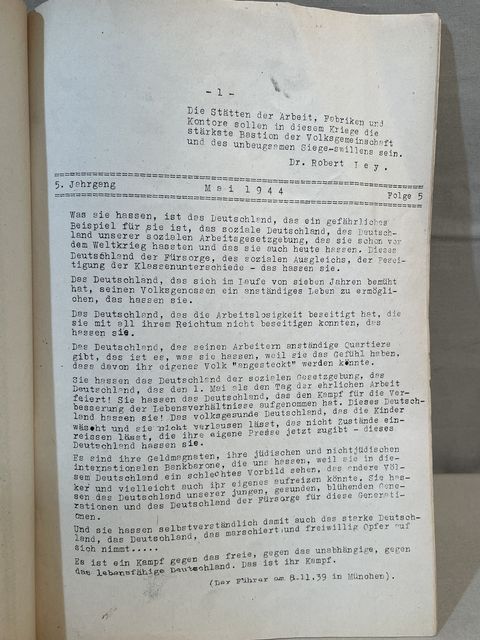 - 1 -
Die Stätten der Arbeit, Fabriken und
Kontore sollen in diesem Kriege die
stärkste Bastion der Volksgemeinschaft
und des unbeugsamen Siegeswillens sein.
Dr. Robert Ley.
5. Jahrgang Mai 1944 Folge 5
Was sie hassen, ist das Deutschland, das ein gefährliches
Beispiel für sie ist, das soziale Deutschland, das Deutsch-
land unserer sozialen Arbeitsgesetzgebung, das sie schon vor
dem Weltkrieg hassten und das sie auch heute hassen. Dieses
Deutschland der Fürsorge, des sozialen Ausgleichs, der Besei-
tigung der Klassenunterschiede - das hassen sie.
Das Deutschland, das sich im Laufe von sieben Jahren bemüht
hat, seinen Volksgenossen ein anständiges Leben zu ermögli-
chen, das hassen sie.
Das Deutschland, das die Arbeitslosigkeit beseitigt hat, die
sie mit all ihrem Reichtum nicht beseitigen konnten, das
hassen sie.
Das Deutschland, das seinen Arbeitern anständige Quartiere
gibt, das ist es, was sie hassen, weil sie das Gefühl haben,
dass davon ihr eigenes Volk "angesteckt" werden könnte.
Sie hassen das Deutschland der sozialen Gesetzgebung, das
Deutschland, das den 1. Mai als den Tag der ehrlichen Arbeit
feiert! Sie hassen das Deutschland, das den Kampf für die Ver-
besserung der Lebensverhältnisse aufgenommen hat. Dieses Deutsch-
land hassen sie! Das volksgesunde Deutschland, das die Kinder
wäscht und sie nicht verlausen lässt, das nicht Zustände ein-
reissen lässt, die ihre eigene Presse jetzt zugibt - dieses
Deutschland hassen sie.
Es sind ihre Geldmagnaten, ihre jüdischen und nichtjüdischen
internationalen Bankbarone, die uns hassen, weil sie in die-
sem Deutschland ein schlechtes Vorbild sehen, das andere Völ-
ker und vielleicht auch ihr eigenes aufreizen könnte. Sie has-
sen das Deutschland unserer jungen, gesunden, blühenden Gene-
rationen und das Deutschland der Fürsorge für diese Generati-
onen.
Und sie hassen selbstverständlich damit auch das starke Deutsch-
land, das Deutschland, das marschiert und freiwillig Opfer auf
sich nimmt.....
Es ist ein Kampf gegen das freie, gegen das unabhängige, gegen
das lebensfähige Deutschland. Das ist ihr Kampf.
(Der Führer am 8.11.39 in München).